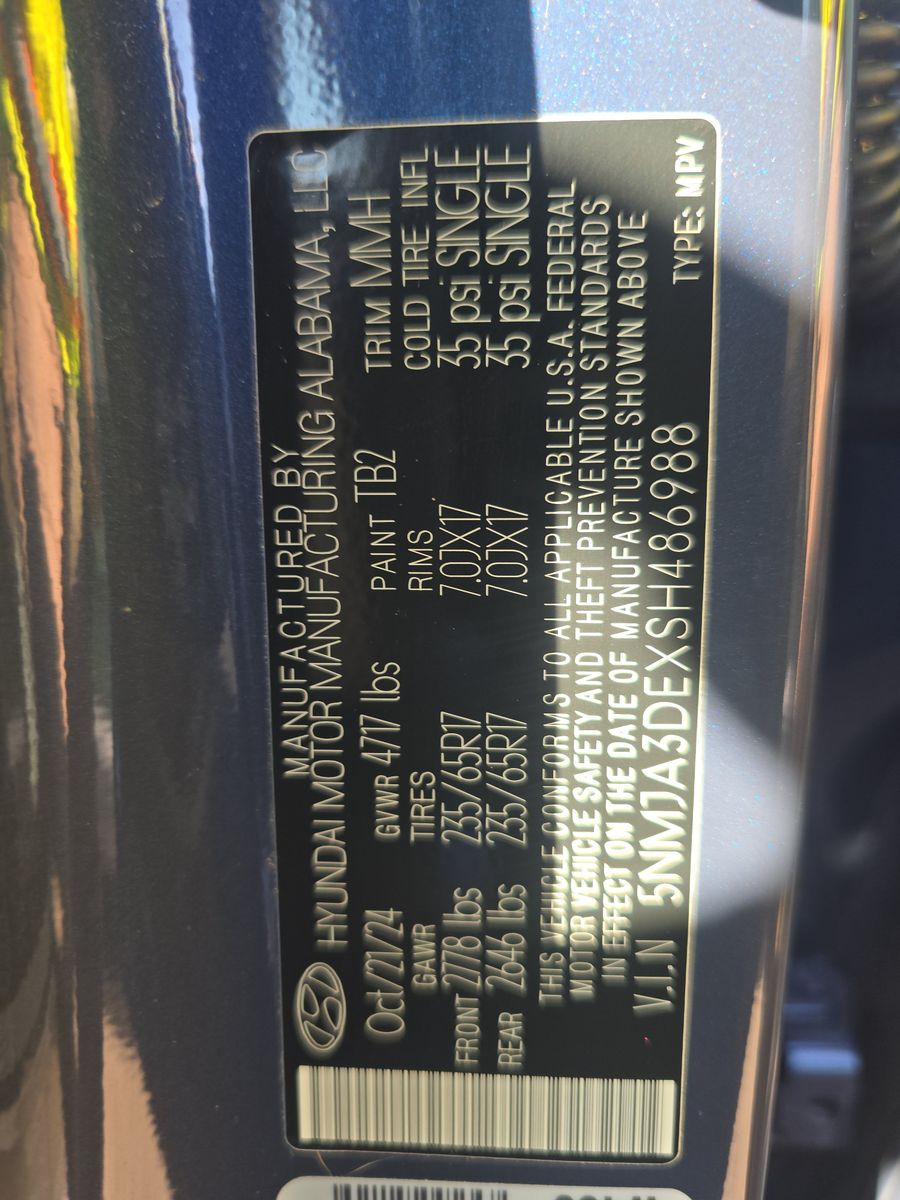 MANUFACTURED BY
HYUNDAI MOTOR MANUFACTURING ALABAMA, LLC
Oct/21/24 GVWR 4717 lbs PAINT TB2 TRIM MMH
GAWR TIRES RIMS COLD TIRE INFL
FRONT 2778 lbs 235/65R17 7.0JX17 35 psi SINGLE
REAR 2646 lbs 235/65R17 7.0JX17 35 psi SINGLE
THIS VEHICLE CONFORMS TO ALL APPLICABLE U.S.A. FEDERAL
MOTOR VEHICLE SAFETY AND THEFT PREVENTION STANDARDS
IN EFFECT ON THE DATE OF MANUFACTURE SHOWN ABOVE
V.I.N 5NMJA3DEXSH486988 TYPE: MPV